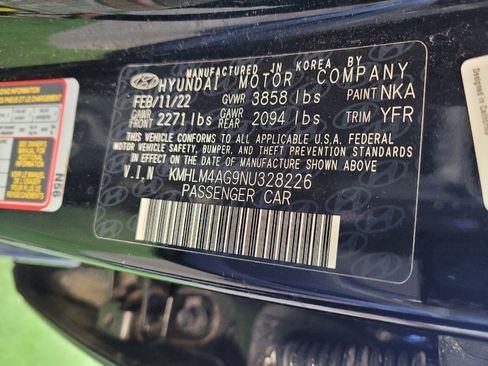 MANUFACTURED IN KOREA BY
HYUNDAI MOTOR COMPANY
FEB/11/22 GVWR 3858 lbs PAINT NKA
GAWR FRONT 2271 lbs GAWR REAR 2094 lbs TRIM YFR
THIS VEHICLE CONFORMS TO ALL APPLICABLE U.S.A. FEDERAL
MOTOR VEHICLE SAFETY, BUMPER, AND THEFT PREVENTION STANDARDS
IN EFFECT ON THE DATE OF MANUFACTURE SHOWN ABOVE
V.I.N KMHLM4AG9NU328226
PASSENGER CAR
N56